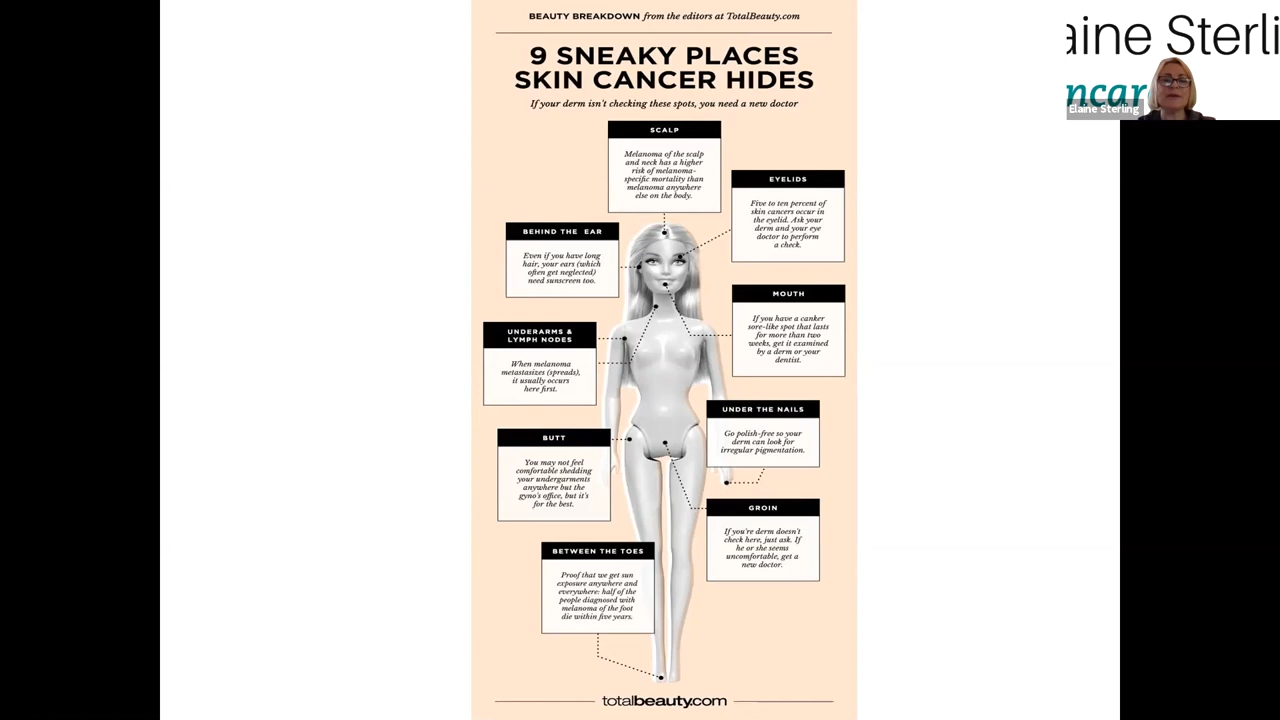 BEAUTY BREAKDOWN from the editors at TotalBeauty.com
9 SNEAKY PLACES
SKIN CANCER HIDES
If your derm isn't checking these spots, you need a new doctor
SCALP
Melanoma of the scalp
and neck has a higher
risk of melanoma-
specific mortality than
melanoma anywhere
else on the body.
EYELIDS
Five to ten percent of
skin cancers occur in
the eyelid. Ask your
derm and your eye
doctor to perform
a check.
BEHIND THE EAR
Even if you have long
hair, your ears (which
often get neglected)
need sunscreen too.
MOUTH
If you have a canker
sore-like spot that lasts
for more than two
weeks, get it examined
by a derm or your
dentist.
UNDERARMS &
LYMPH NODES
When melanoma
metastasizes (spreads),
it usually occurs
here first.
UNDER THE NAILS
Go polish-free so your
derm can look for
irregular pigmentation.
BUTT
You may not feel
comfortable shedding
your undergarments
anywhere but the
gyno's office, but it's
for the best.
GROIN
If you're derm doesn't
check here, just ask. If
he or she seems
uncomfortable, get a
new doctor.
BETWEEN THE TOES
Proof that we get sun
exposure anywhere and
everywhere: half of the
people diagnosed with
melanoma of the foot
die within five years.
totalbeauty.com
aine Sterli
ncar
Elaine Sterling